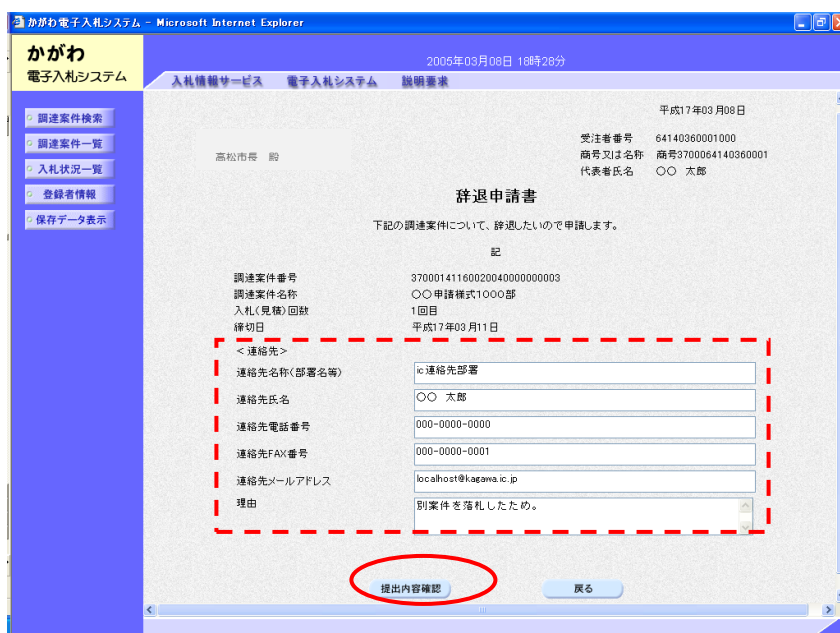 かがわ電子入札システム - Microsoft Internet Explorer
かがわ
電子入札システム
2005年03月08日 18時28分
入札情報サービス 電子入札システム 説明要求
調達案件検索
調達案件一覧
入札状況一覧
登録者情報
保存データ表示
平成17年03月08日
受注者番号 64140360001000
高松市長 殿
商号又は名称 商号3700064140360001
代表者氏名 〇〇 太郎
辞退申請書
下記の調達案件について、辞退したいので申請します。
記
調達案件番号 37000141160020040000000003
調達案件名称 〇〇申請様式1000部
入札(見積)回数 1回目
締切日 平成17年03月11日
<連絡先>
連絡先名称(部署名等) ic連絡先部署
連絡先氏名 〇〇 太郎
連絡先電話番号 000-0000-0000
連絡先FAX番号 000-0000-0001
連絡先メールアドレス localhost@kagawa.ic.jp
理由 別案件を落札したため。
提出内容確認 戻る